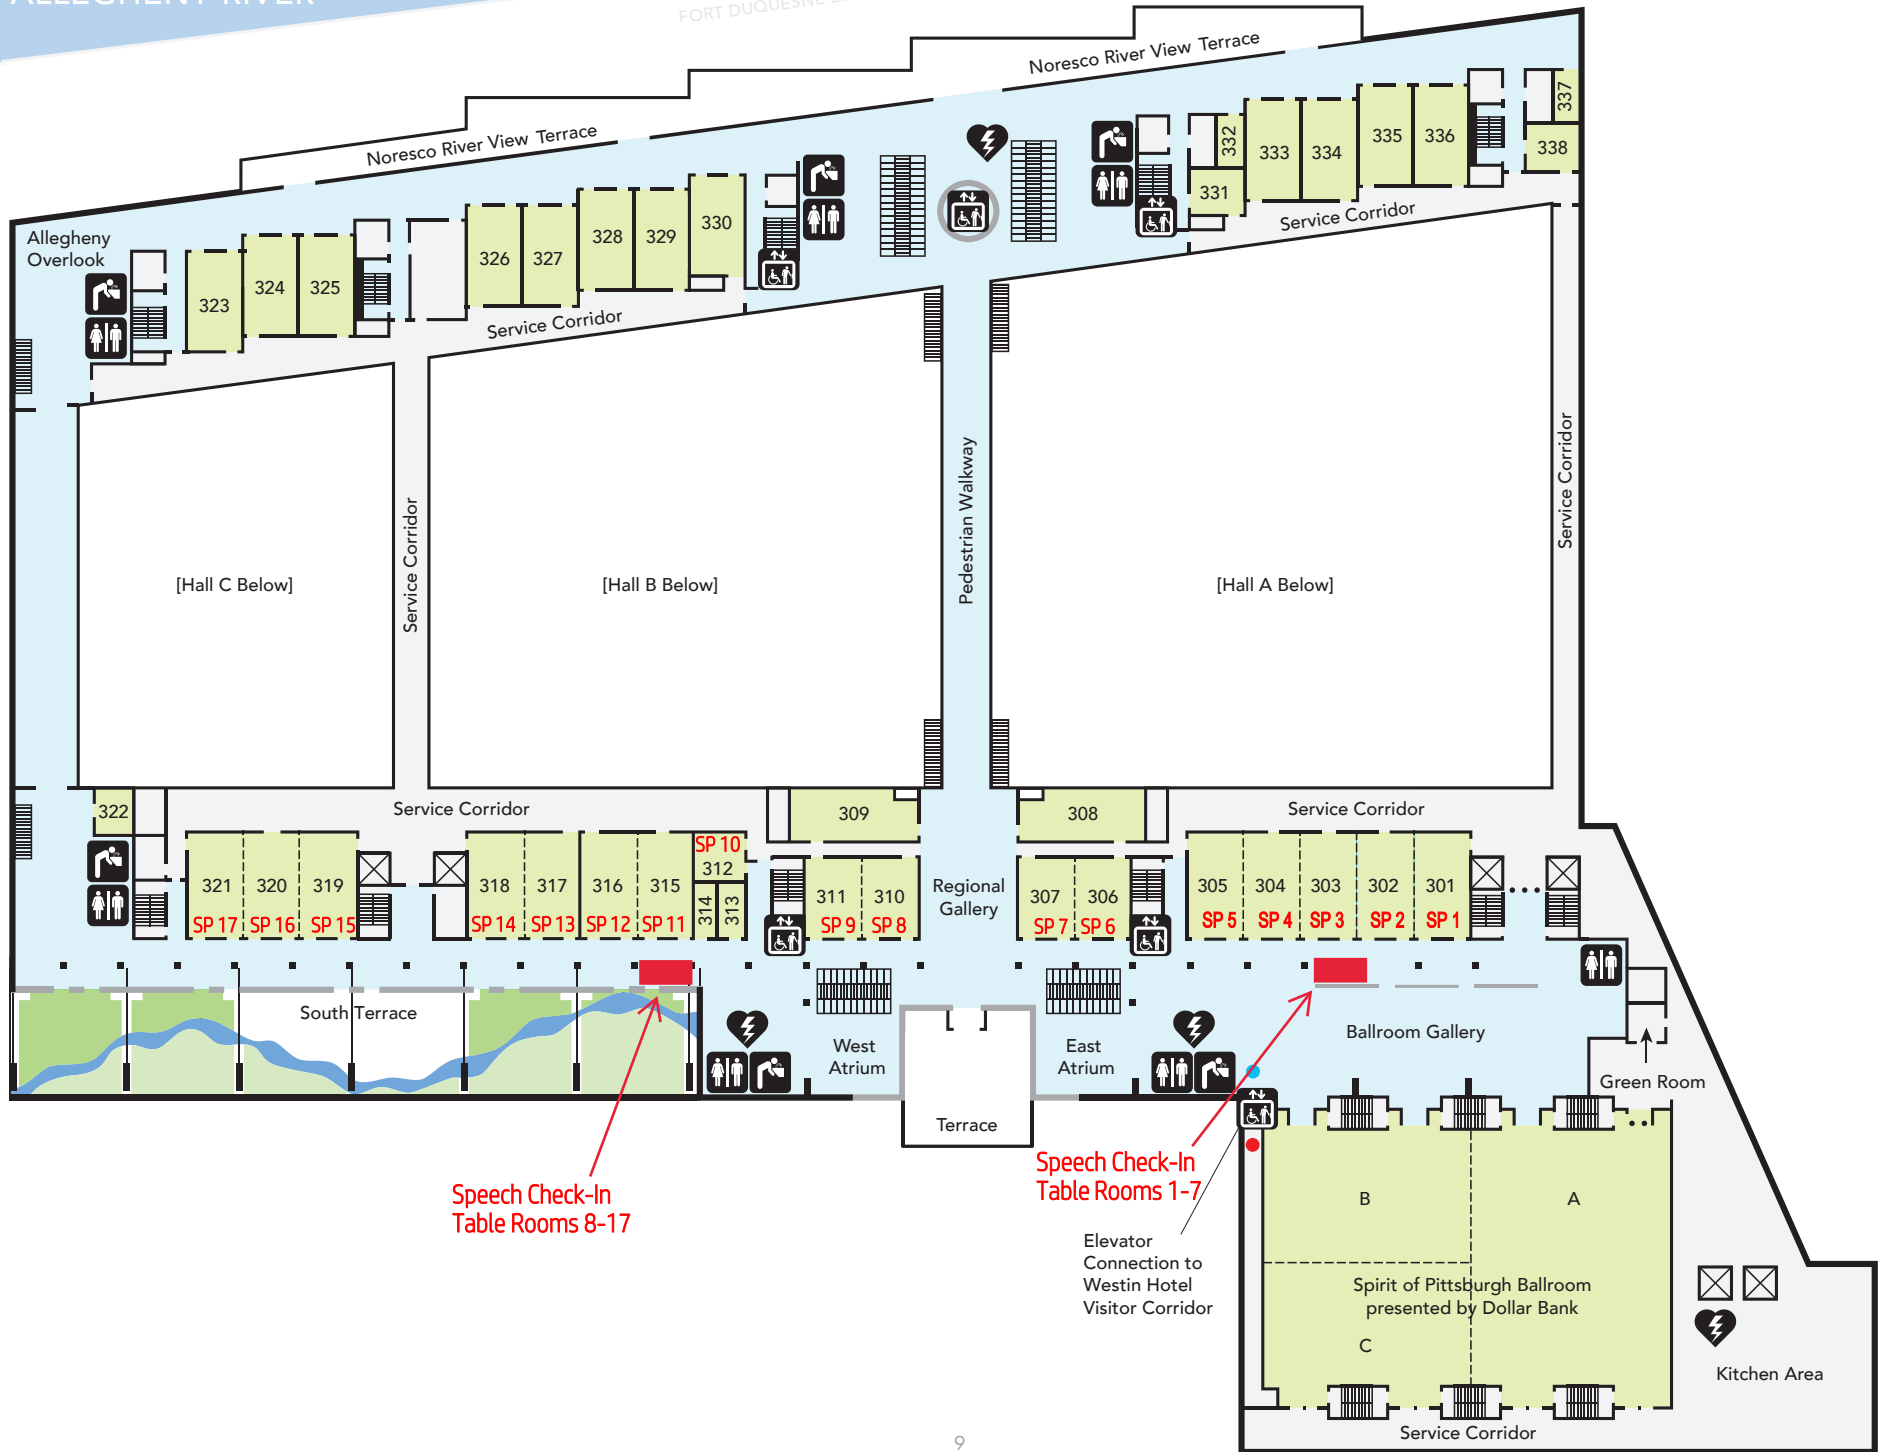 ALLEGHENY RIVER
FORT DUQUESNE
Noresco River View Terrace
Noresco River View Terrace
337
338
335
336
332
333
334
331
Service Corridor
330
328
329
326
327
Allegheny
Overlook
323
324
325
Service Corridor
Service Corridor
Pedestrian Walkway
Service Corridor
[Hall C Below]
[Hall B Below]
[Hall A Below]
322
Service Corridor
309
308
Service Corridor
321
SP 17
320
SP 16
319
SP 15
318
SP 14
317
SP 13
316
SP 12
315
SP 11
SP 10
312
314
313
311
SP 9
310
SP 8
Regional
Gallery
307
SP 7
306
SP 6
305
SP 5
304
SP 4
303
SP 3
302
SP 2
301
SP 1
South Terrace
West
Atrium
East
Atrium
Ballroom Gallery
Green Room
Terrace
Speech Check-In
Table Rooms 8-17
Speech Check-In
Table Rooms 1-7
Elevator
Connection to
Westin Hotel
Visitor Corridor
B
A
Spirit of Pittsburgh Ballroom
presented by Dollar Bank
C
Kitchen Area
Service Corridor
9